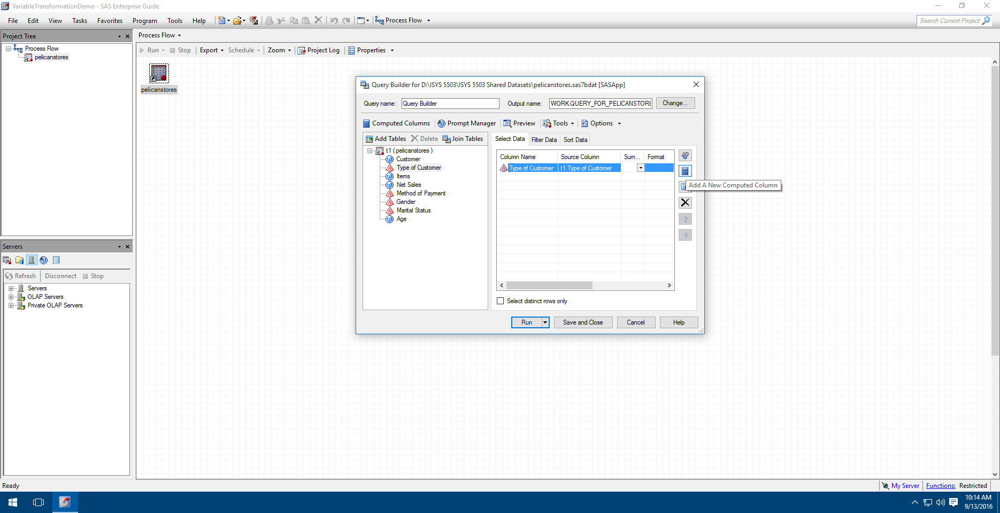 VariableTransformationDemo - SAS Enterprise Guide
File Edit View Tasks Favorites Program Tools Help Process Flow Search Current Project
Project Tree
Process Flow
pelicanstores
Process Flow
Run Stop Export Schedule Zoom Project Log Properties
pelicanstores
Query Builder for D:\ISYS 5503\ISYS 5503 Shared Datasets\pelicanstores.sas7bdat [SASApp]
Query name: Query Builder Output name: WORK.QUERY_FOR_PELICANSTORE Change...
Computed Columns Prompt Manager Preview Tools Options
Add Tables Delete Join Tables
t1 ( pelicanstores )
Customer
Type of Customer
Items
Net Sales
Method of Payment
Gender
Marital Status
Age
Select Data Filter Data Sort Data
Column Name Source Column Sum... Format
Type of Customer t1.Type of Customer
Add A New Computed Column
Select distinct rows only
Run Save and Close Cancel Help
Servers
Refresh Disconnect Stop
Servers
OLAP Servers
Private OLAP Servers
Ready My Server Functions: Restricted
10:14 AM
9/13/2016